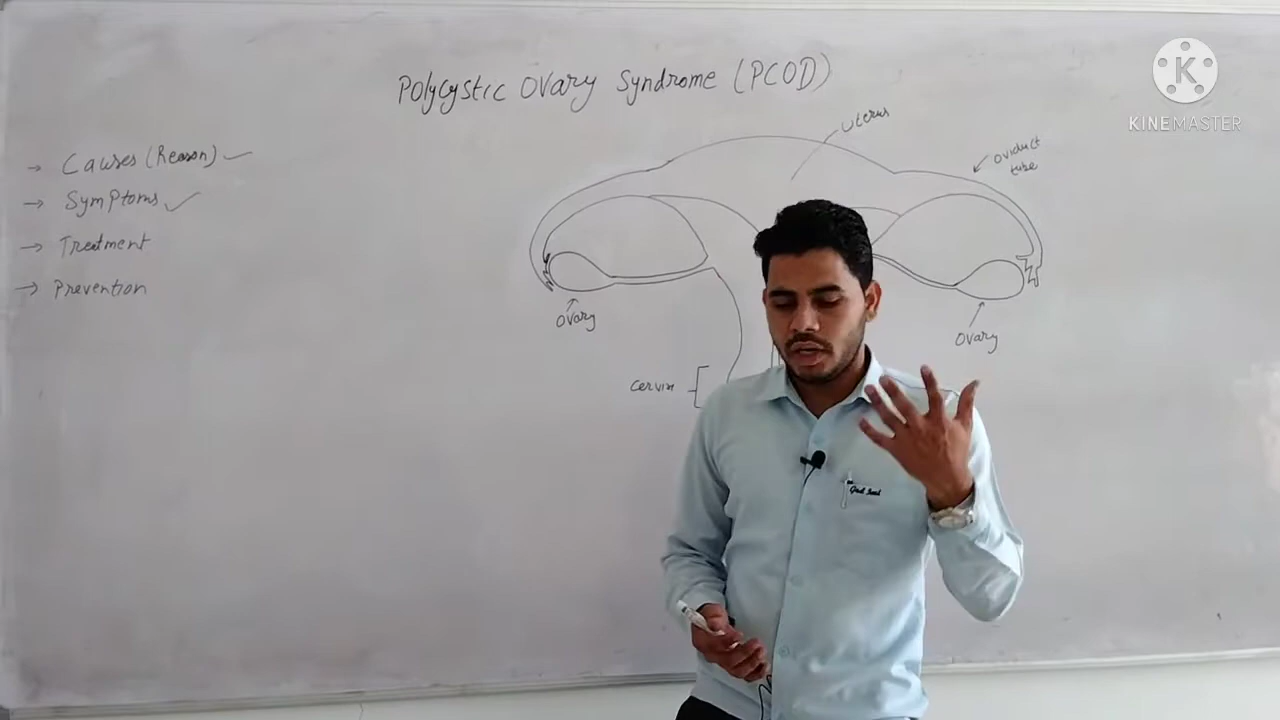 Polycystic Ovary Syndrome (PCOD)
→ Causes (Reason) ✓
→ Symptoms ✓
→ Treatment
→ Prevention
Uterus
Oviduct
tube
Ovary
Ovary
Cervix
K
KINEMASTER